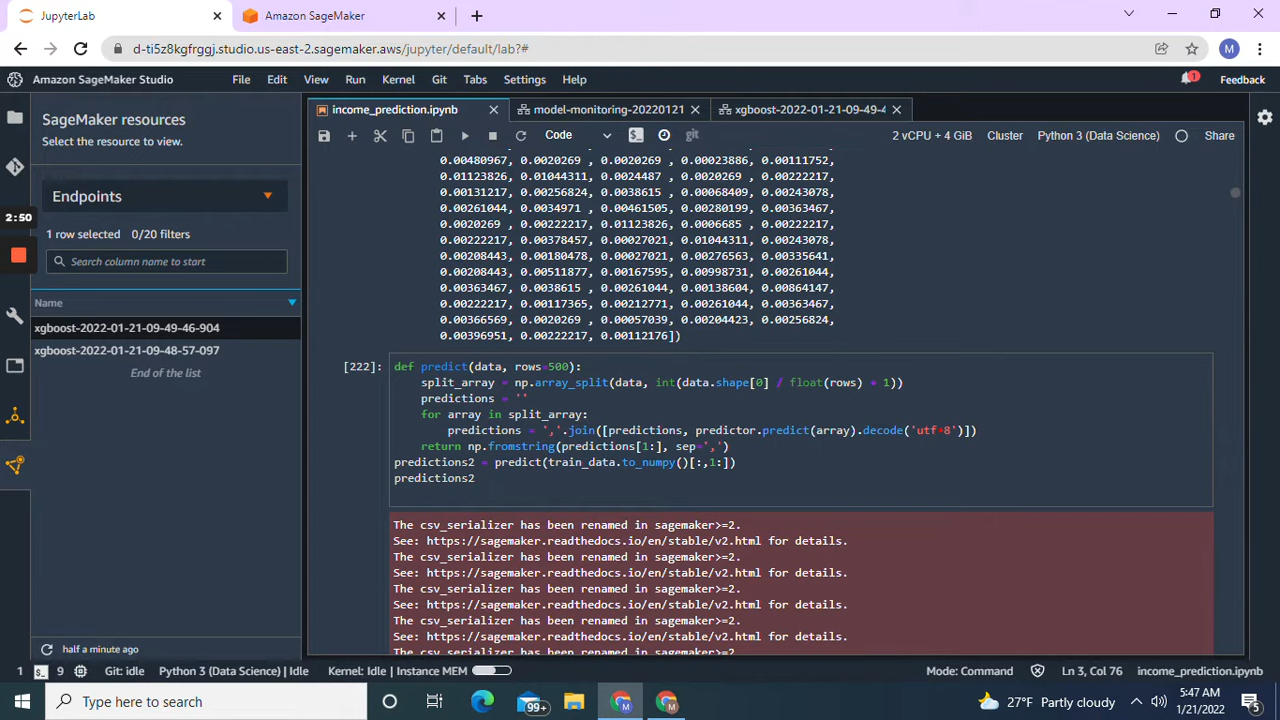 JupyterLab
Amazon SageMaker
d-ti5z8kgfrggj.studio.us-east-2.sagemaker.aws/jupyter/default/lab?#
M
Amazon SageMaker Studio
File Edit View Run Kernel Git Tabs Settings Help
1
Feedback
SageMaker resources
Select the resource to view.
Endpoints
2:50
1 row selected 0/20 filters
Search column name to start
Name
xgboost-2022-01-21-09-49-46-904
xgboost-2022-01-21-09-48-57-097
End of the list
half a minute ago
income_prediction.ipynb
model-monitoring-20220121
xgboost-2022-01-21-09-49-4
Code
git
2 vCPU + 4 GiB Cluster Python 3 (Data Science) Share
0.00480967, 0.0020269 , 0.0020269 , 0.00023886, 0.00111752,
0.01123826, 0.01044311, 0.0024487 , 0.0020269 , 0.00222217,
0.00131217, 0.00256824, 0.0038615 , 0.00068409, 0.00243078,
0.00261044, 0.0034971 , 0.00461505, 0.00280199, 0.00363467,
0.0020269 , 0.00222217, 0.01123826, 0.0006685 , 0.00222217,
0.00222217, 0.00378457, 0.00027021, 0.01044311, 0.00243078,
0.00208443, 0.00180478, 0.00027021, 0.00276563, 0.00335641,
0.00208443, 0.00511877, 0.00167595, 0.00998731, 0.00261044,
0.00363467, 0.0038615 , 0.00261044, 0.00138604, 0.00864147,
0.00222217, 0.00117365, 0.00212771, 0.00261044, 0.00363467,
0.00366569, 0.0020269 , 0.00057039, 0.00204423, 0.00256824,
0.00396951, 0.00222217, 0.00112176])
[222]:
def predict(data, rows=500):
split_array = np.array_split(data, int(data.shape[0] / float(rows) + 1))
predictions = ''
for array in split_array:
predictions = ','.join([predictions, predictor.predict(array).decode('utf-8')])
return np.fromstring(predictions[1:], sep=',')
predictions2 = predict(train_data.to_numpy()[:,1:])
predictions2
The csv_serializer has been renamed in sagemaker>=2.
See: https://sagemaker.readthedocs.io/en/stable/v2.html for details.
The csv_serializer has been renamed in sagemaker>=2.
See: https://sagemaker.readthedocs.io/en/stable/v2.html for details.
The csv_serializer has been renamed in sagemaker>=2.
See: https://sagemaker.readthedocs.io/en/stable/v2.html for details.
The csv_serializer has been renamed in sagemaker>=2.
See: https://sagemaker.readthedocs.io/en/stable/v2.html for details.
The csv_serializer has been renamed in sagemaker>=2.
1 9 Git: idle Python 3 (Data Science) | Idle Kernel: Idle | Instance MEM Mode: Command Ln 3, Col 76 income_prediction.ipynb
Type here to search
99+
27°F Partly cloudy
5:47 AM
1/21/2022
5